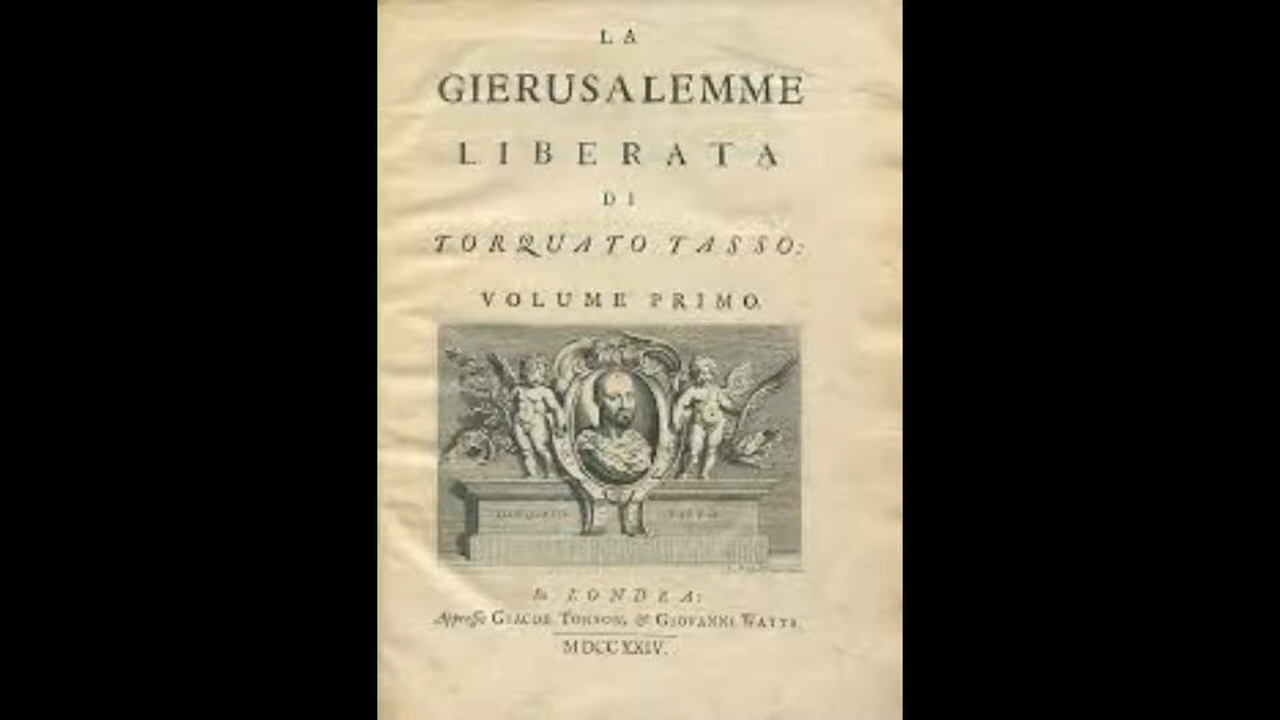 LA
GIERUSALEMME
LIBERATA
DI
TORQUATO TASSO:
VOLUME PRIMO.
In LONDRA:
Appresso GIACOB TONSON, & GIOVANNI WATTS.
MDCCXXIV.